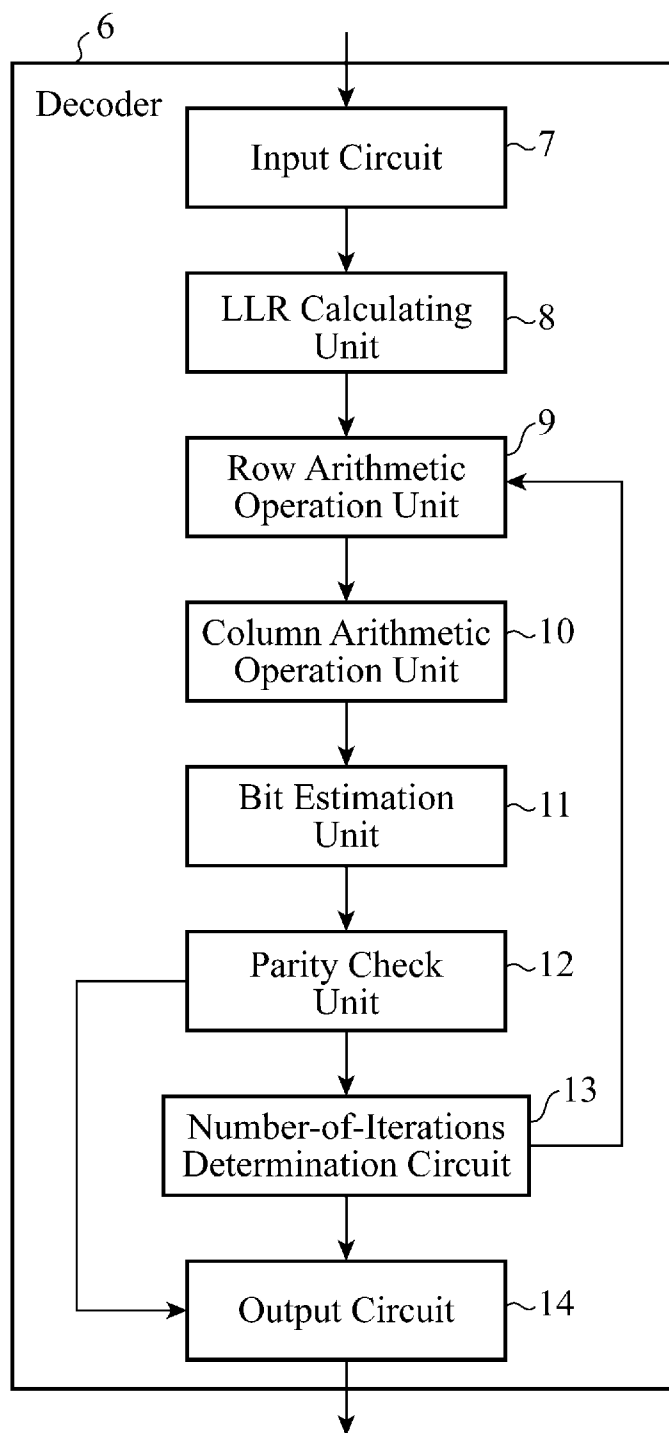 6
Decoder
Input Circuit
7
LLR Calculating
Unit
8
Row Arithmetic
Operation Unit
9
Column Arithmetic
Operation Unit
10
Bit Estimation
Unit
11
Parity Check
Unit
12
Number-of-Iterations
Determination Circuit
13
Output Circuit
14